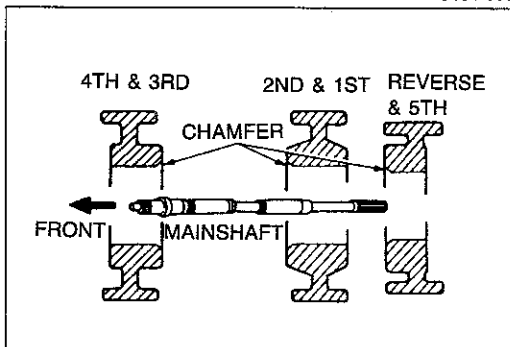 4TH & 3RD
2ND & 1ST
REVERSE
& 5TH
CHAMFER
FRONT
MAINSHAFT